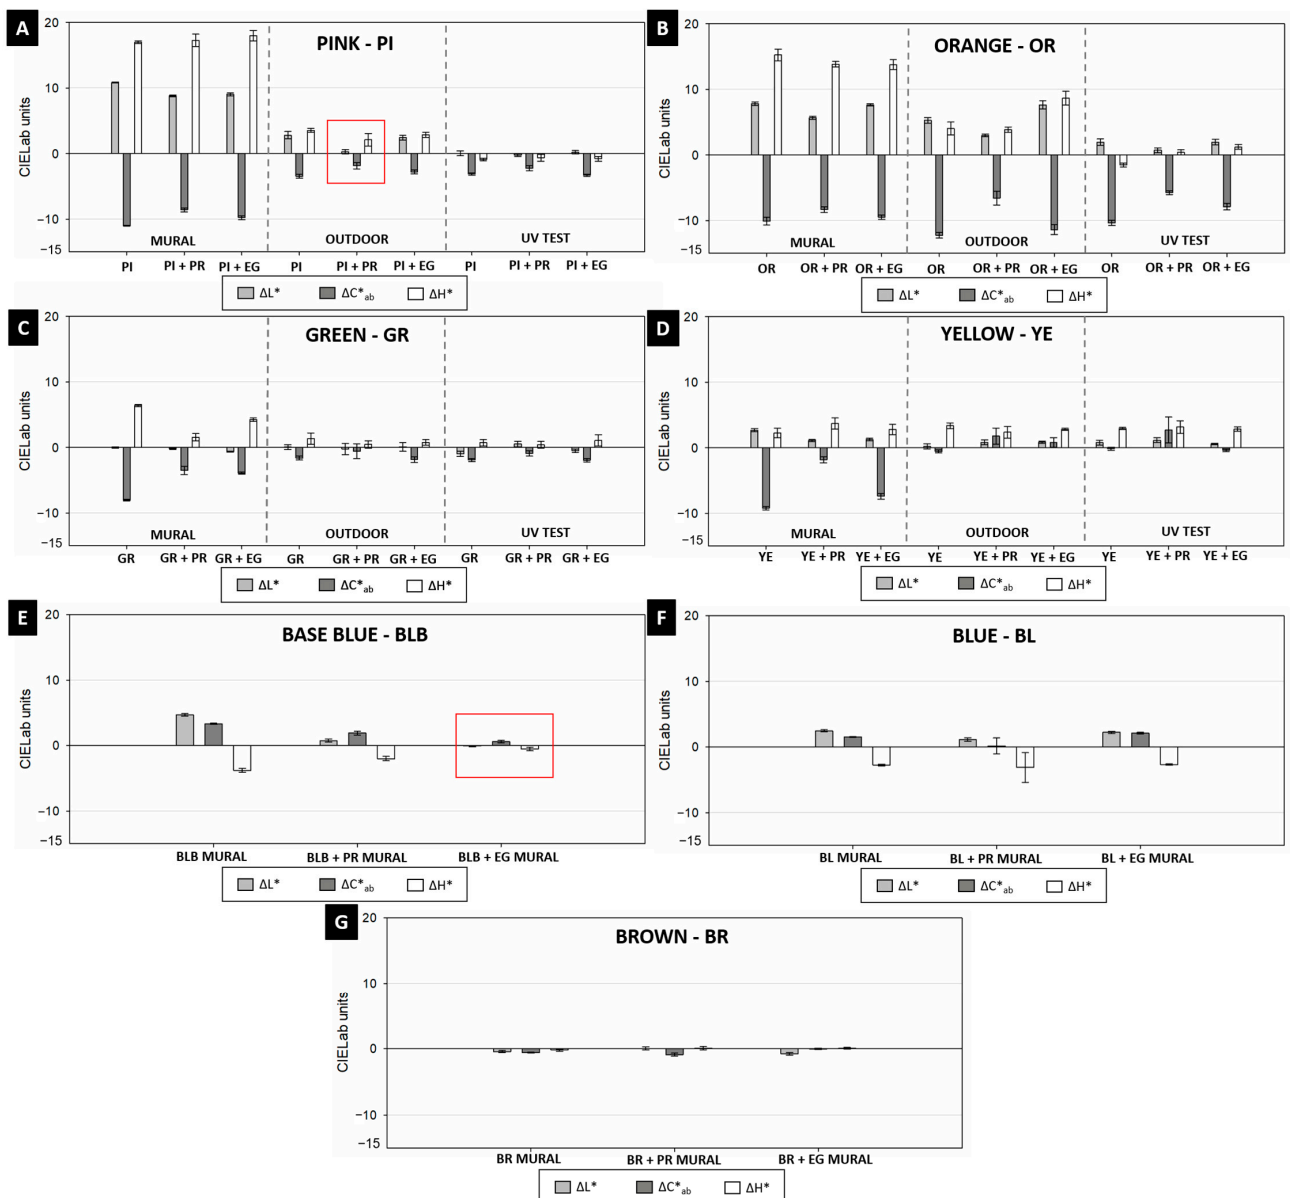 A
PINK - PI
CIELab units
20
10
0
−10
−15
MURAL
OUTDOOR
UV TEST
PI
PI + PR
PI + EG
PI
PI + PR
PI + EG
PI
PI + PR
PI + EG
ΔL*
ΔC*ab
ΔH*
B
ORANGE - OR
CIELab units
20
10
0
−10
−15
MURAL
OUTDOOR
UV TEST
OR
OR + PR
OR + EG
OR
OR + PR
OR + EG
OR
OR + PR
OR + EG
ΔL*
ΔC*ab
ΔH*
C
GREEN - GR
CIELab units
20
10
0
−10
−15
MURAL
OUTDOOR
UV TEST
GR
GR + PR
GR + EG
GR
GR + PR
GR + EG
GR
GR + PR
GR + EG
ΔL*
ΔC*ab
ΔH*
D
YELLOW - YE
CIELab units
20
10
0
−10
−15
MURAL
OUTDOOR
UV TEST
YE
YE + PR
YE + EG
YE
YE + PR
YE + EG
YE
YE + PR
YE + EG
ΔL*
ΔC*ab
ΔH*
E
BASE BLUE - BLB
CIELab units
20
10
0
−10
−15
BLB MURAL
BLB + PR MURAL
BLB + EG MURAL
ΔL*
ΔC*ab
ΔH*
F
BLUE - BL
CIELab units
20
10
0
−10
−15
BL MURAL
BL + PR MURAL
BL + EG MURAL
ΔL*
ΔC*ab
ΔH*
G
BROWN - BR
CIELab units
20
10
0
−10
−15
BR MURAL
BR + PR MURAL
BR + EG MURAL
ΔL*
ΔC*ab
ΔH*